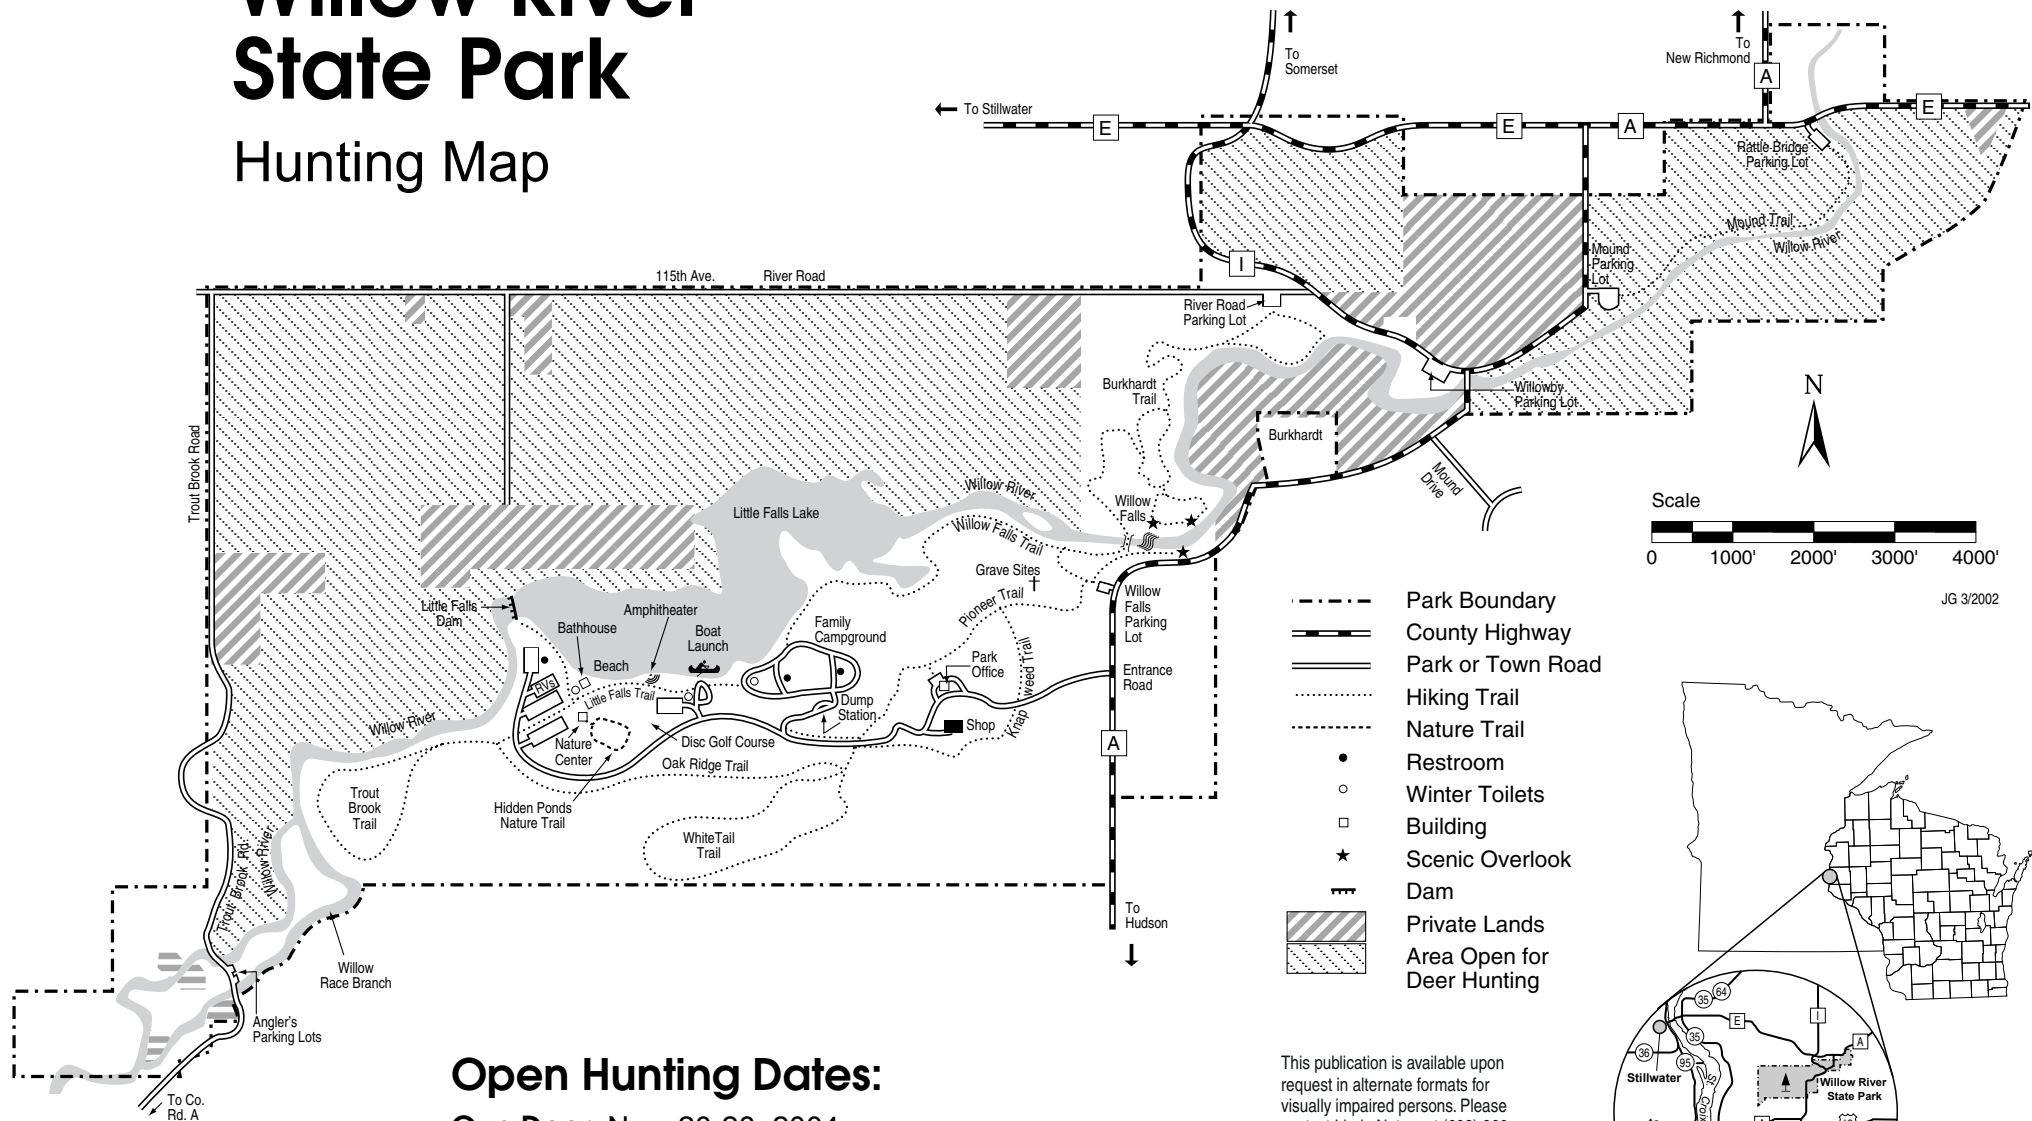 Willow River
State Park
Hunting Map
To
Somerset
To
New Richmond
A
To Stillwater
E
E
A
E
Rattle Bridge
Parking Lot
Mound Trail
Willow River
Mound
Parking
Lot
I
115th Ave.
River Road
River Road
Parking Lot
Burkhardt
Trail
Willowby
Parking Lot
Burkhardt
N
Mound
Drive
Trout Brook Road
Willow River
Willow
Falls
Little Falls Lake
Willow Falls Trail
Scale
0 1000' 2000' 3000' 4000'
JG 3/2002
Grave Sites
Pioneer Trail
Willow
Falls
Parking
Lot
Little Falls
Dam
Amphitheater
Bathhouse
Boat
Launch
Family
Campground
Beach
RVs
Little Falls Trail
Park
Office
Knap weed Trail
Entrance
Road
Dump
Station
Shop
Willow River
Nature
Center
Disc Golf Course
Oak Ridge Trail
A
Trout
Brook
Trail
Hidden Ponds
Nature Trail
WhiteTail
Trail
Willow River
Trout Brook Rd.
To
Hudson
Willow
Race Branch
Angler's
Parking Lots
To Co.
Rd. A
Park Boundary
County Highway
Park or Town Road
Hiking Trail
Nature Trail
Restroom
Winter Toilets
Building
Scenic Overlook
Dam
Private Lands
Area Open for
Deer Hunting
Open Hunting Dates:
This publication is available upon
request in alternate formats for
visually impaired persons. Please
35
64
E
I
35
A
36
95
Stillwater
St. Croix
Willow River
State Park